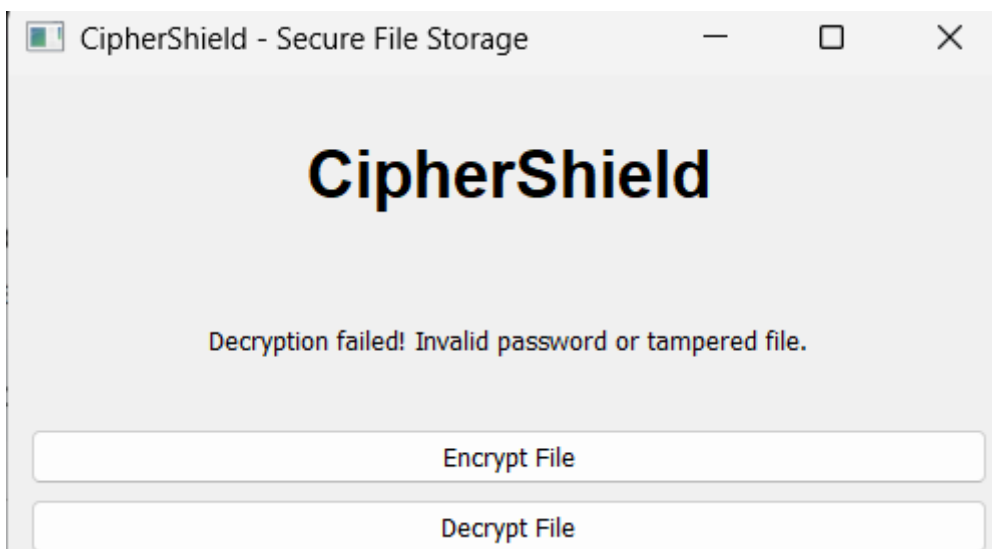 CipherShield - Secure File Storage
CipherShield
Decryption failed! Invalid password or tampered file.
Encrypt File
Decrypt File